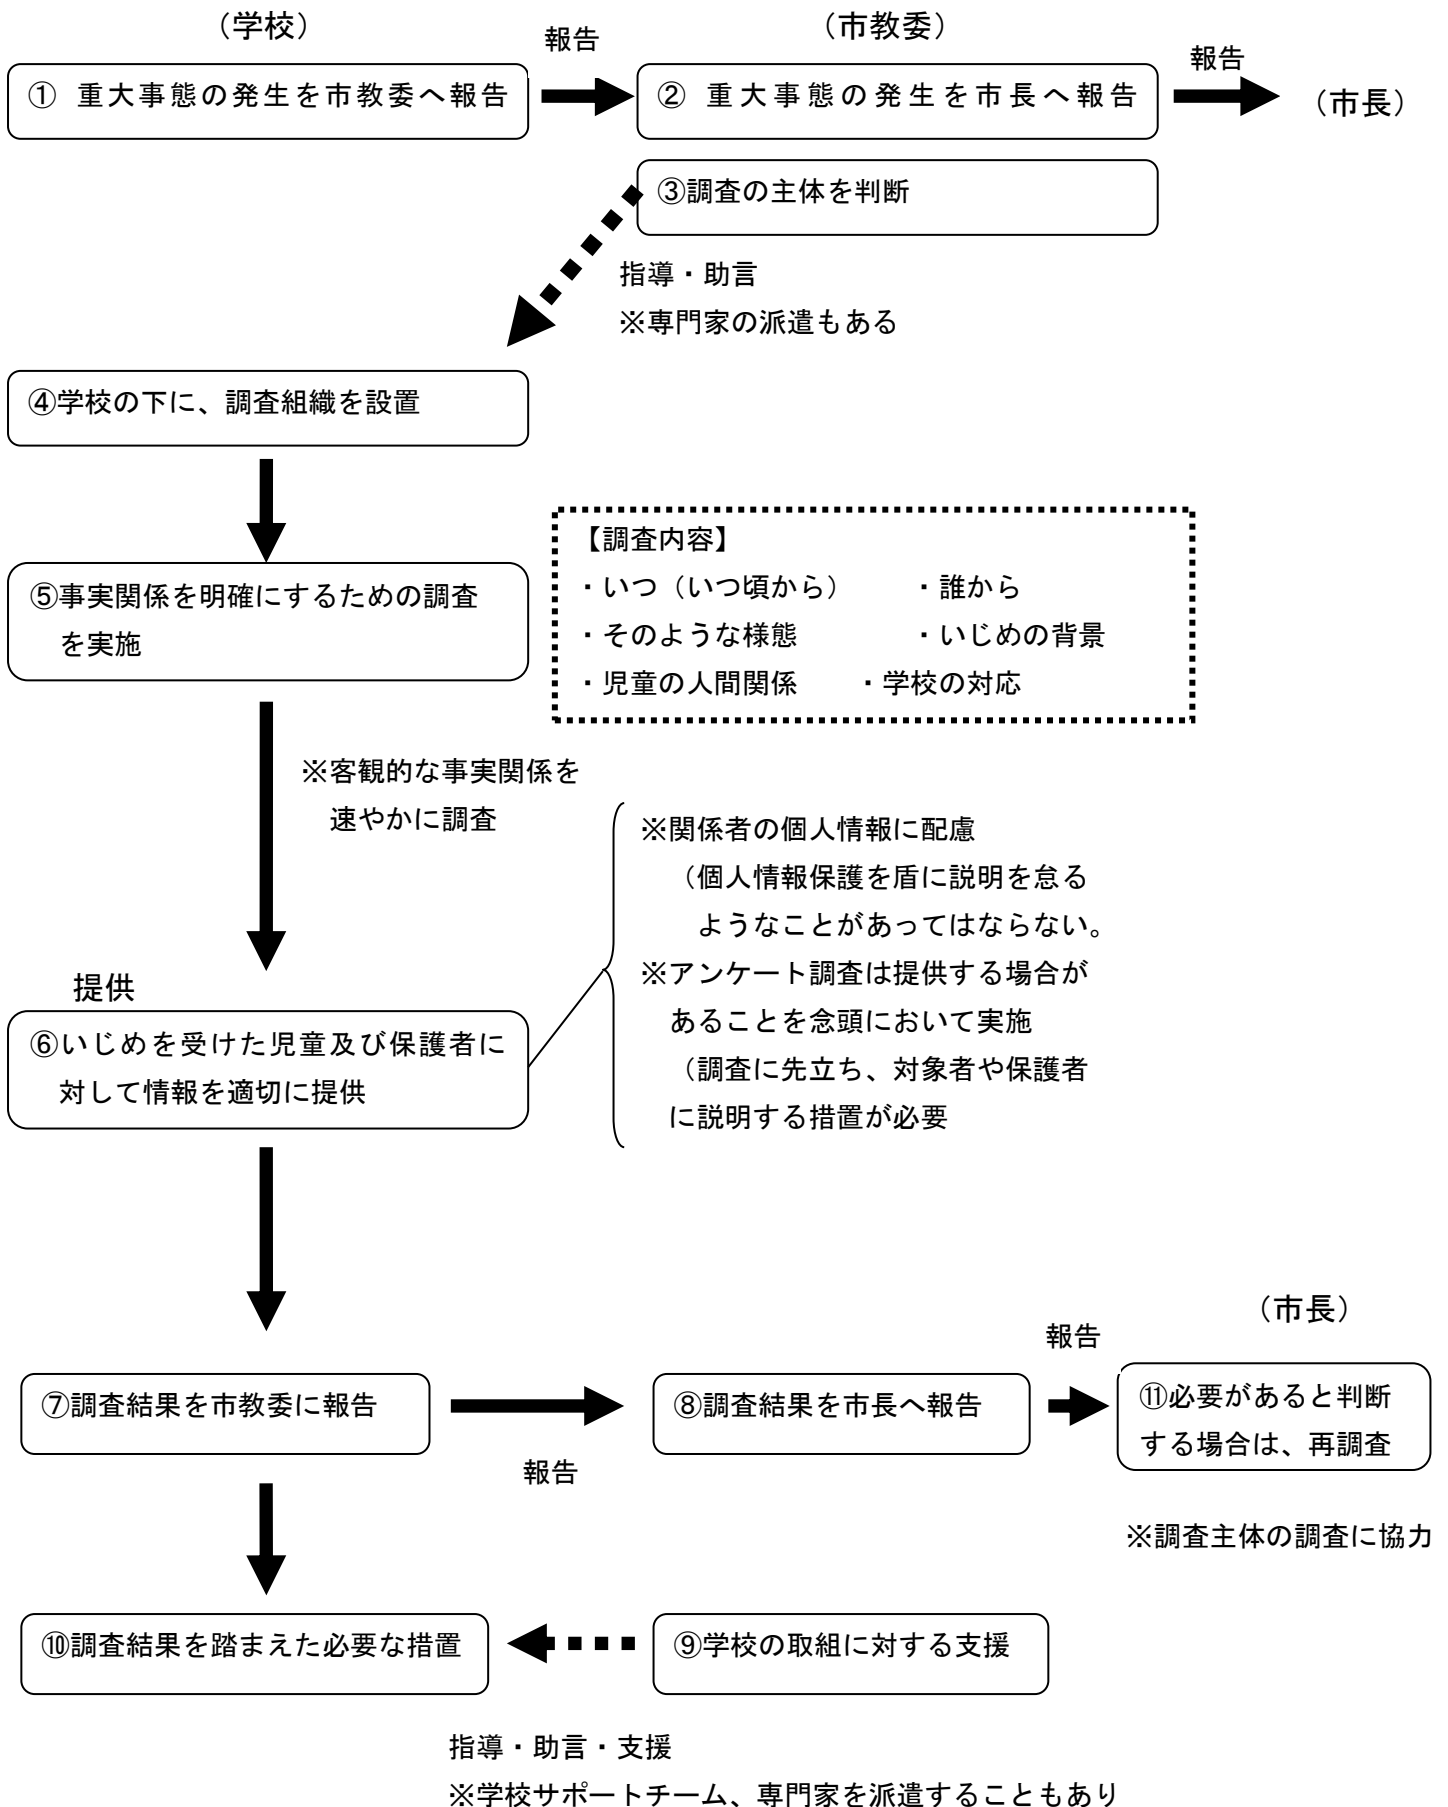 （学校）
（市教委）
報告
報告
① 重大事態の発生を市教委へ報告
② 重大事態の発生を市長へ報告
（市長）
③調査の主体を判断
指導・助言
※専門家の派遣もある
④学校の下に、調査組織を設置
【調査内容】
・いつ（いつ頃から） ・誰から
・そのような様態 ・いじめの背景
・児童の人間関係 ・学校の対応
⑤事実関係を明確にするための調査
を実施
※客観的な事実関係を
速やかに調査
※関係者の個人情報に配慮
（個人情報保護を盾に説明を怠る
ようなことがあってはならない。
※アンケート調査は提供する場合が
あることを念頭において実施
（調査に先立ち、対象者や保護者
に説明する措置が必要
提供
⑥いじめを受けた児童及び保護者に
対して情報を適切に提供
（市長）
報告
⑦調査結果を市教委に報告
報告
⑧調査結果を市長へ報告
⑪必要があると判断
する場合は、再調査
※調査主体の調査に協力
⑩調査結果を踏まえた必要な措置
⑨学校の取組に対する支援
指導・助言・支援
※学校サポートチーム、専門家を派遣することもあり